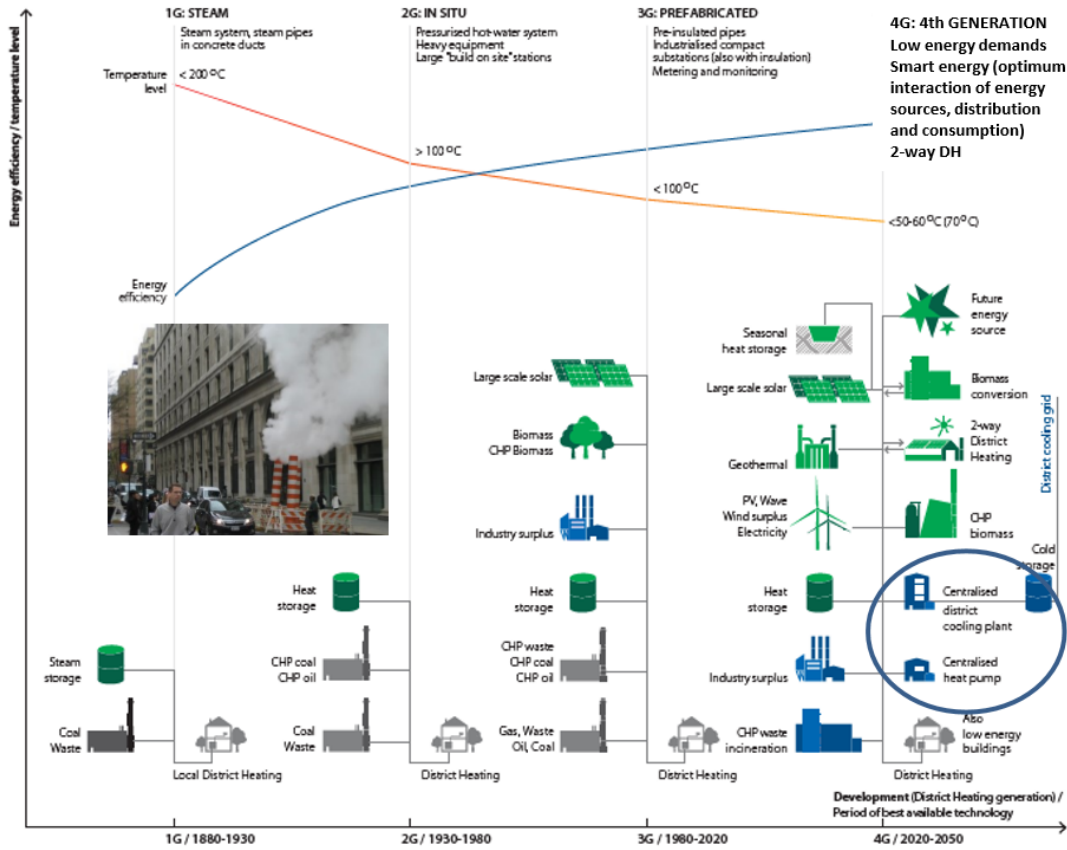 1G: STEAM
Steam system, steam pipes
in concrete ducts
2G: IN SITU
Pressurised hot-water system
Heavy equipment
Large "build on site" stations
3G: PREFABRICATED
Pre-insulated pipes
Industrialised compact
substations (also with insulation)
Metering and monitoring
4G: 4th GENERATION
Low energy demands
Smart energy (optimum
interaction of energy
sources, distribution
and consumption)
2-way DH
Energy efficiency / temperature level
Temperature
level
< 200 °C
> 100 °C
< 100 °C
<50-60 °C (70°C)
Energy
efficiency
Steam
storage
Coal
Waste
Local District Heating
Heat
storage
CHP coal
CHP oil
Coal
Waste
District Heating
Large scale solar
Biomass
CHP Biomass
Industry surplus
Heat
storage
CHP waste
CHP coal
CHP oil
Gas, Waste
Oil, Coal
District Heating
Seasonal
heat storage
Large scale solar
Geothermal
PV, Wave
Wind surplus
Electricity
Heat
storage
Industry surplus
CHP waste
incineration
Future
energy
source
Biomass
conversion
2-way
District
Heating
CHP
biomass
Centralised
district
cooling plant
Centralised
heat pump
Also
low energy
buildings
District Heating
Cold
storage
District cooling grid
Development (District Heating generation) /
Period of best available technology
1G / 1880-1930
2G / 1930-1980
3G / 1980-2020
4G / 2020-2050